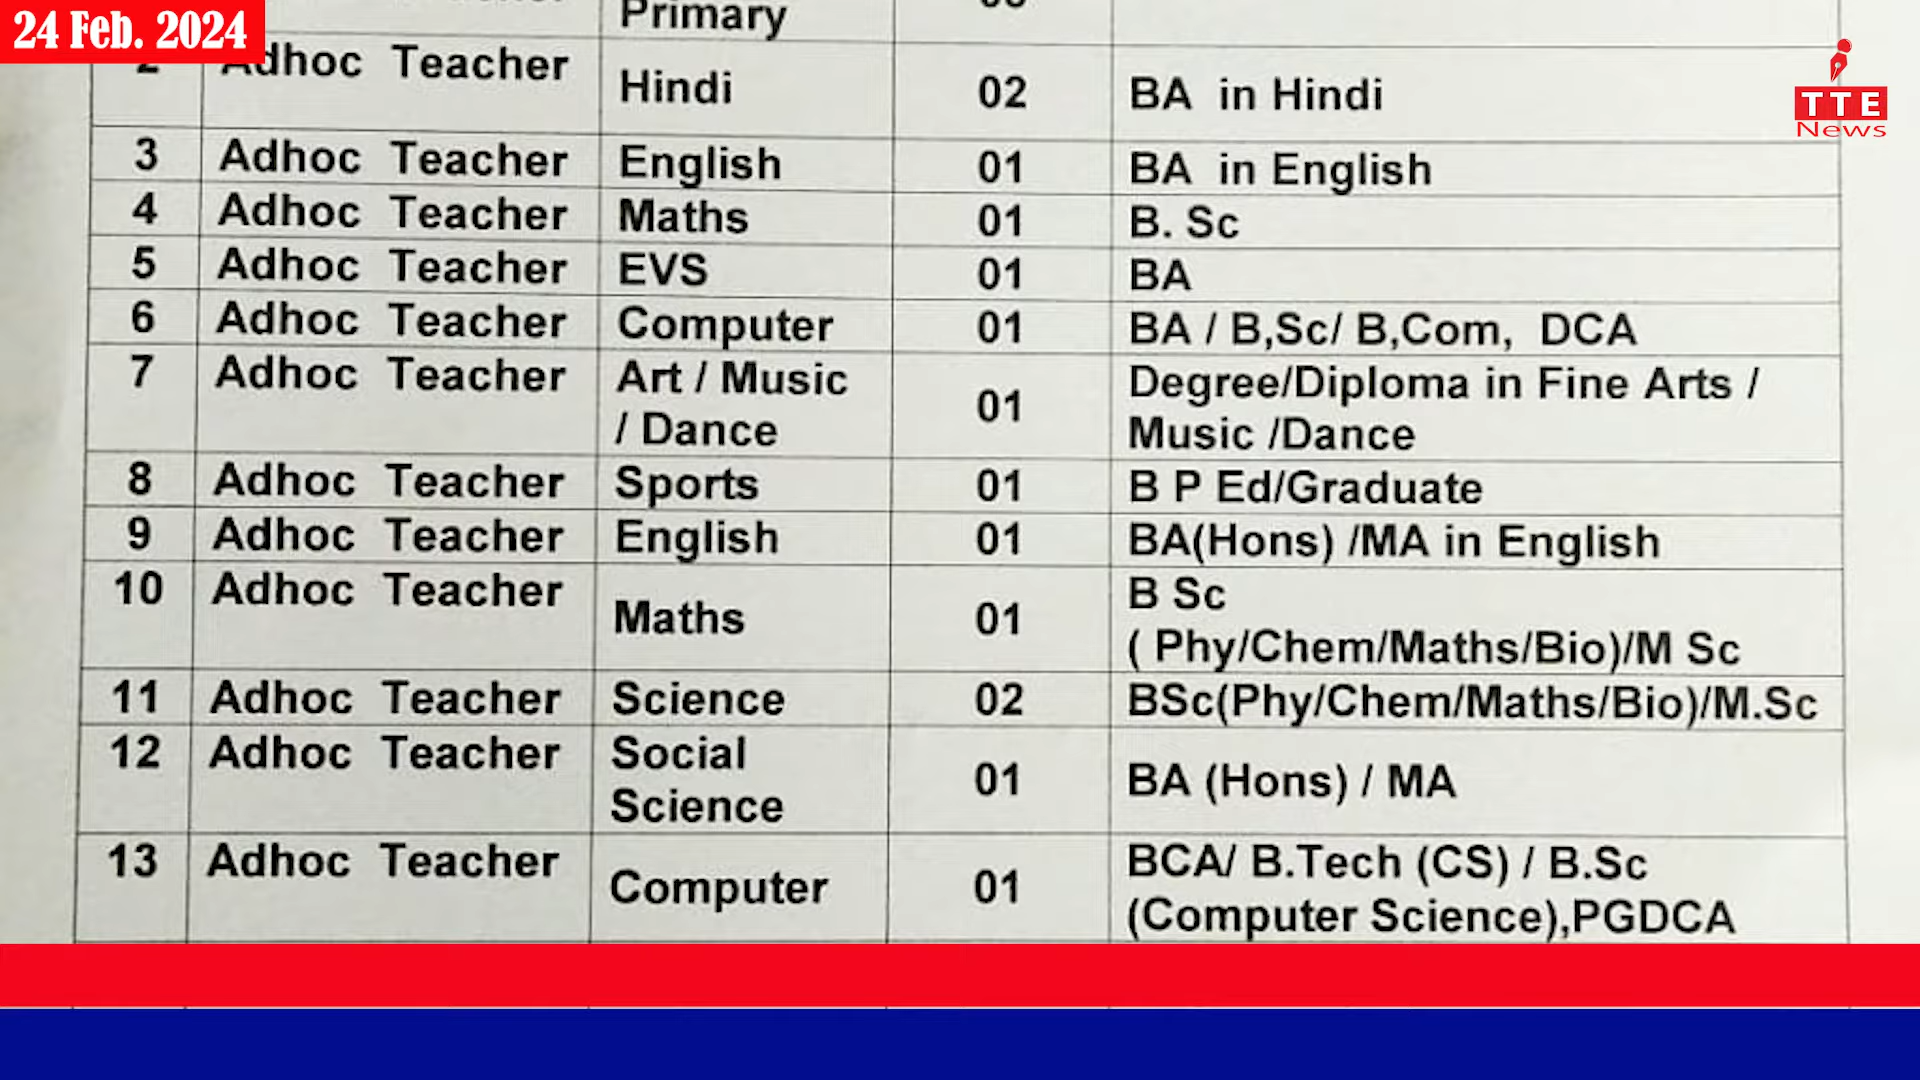 24 Feb. 2024
TTE
News
Primary
2 Adhoc Teacher Hindi 02 BA in Hindi
3 Adhoc Teacher English 01 BA in English
4 Adhoc Teacher Maths 01 B. Sc
5 Adhoc Teacher EVS 01 BA
6 Adhoc Teacher Computer 01 BA / B,Sc/ B,Com, DCA
7 Adhoc Teacher Art / Music 01 Degree/Diploma in Fine Arts /
/ Dance Music /Dance
8 Adhoc Teacher Sports 01 B P Ed/Graduate
9 Adhoc Teacher English 01 BA(Hons) /MA in English
10 Adhoc Teacher Maths 01 B Sc
( Phy/Chem/Maths/Bio)/M Sc
11 Adhoc Teacher Science 02 BSc(Phy/Chem/Maths/Bio)/M.Sc
12 Adhoc Teacher Social 01 BA (Hons) / MA
Science
13 Adhoc Teacher Computer 01 BCA/ B.Tech (CS) / B.Sc
(Computer Science),PGDCA